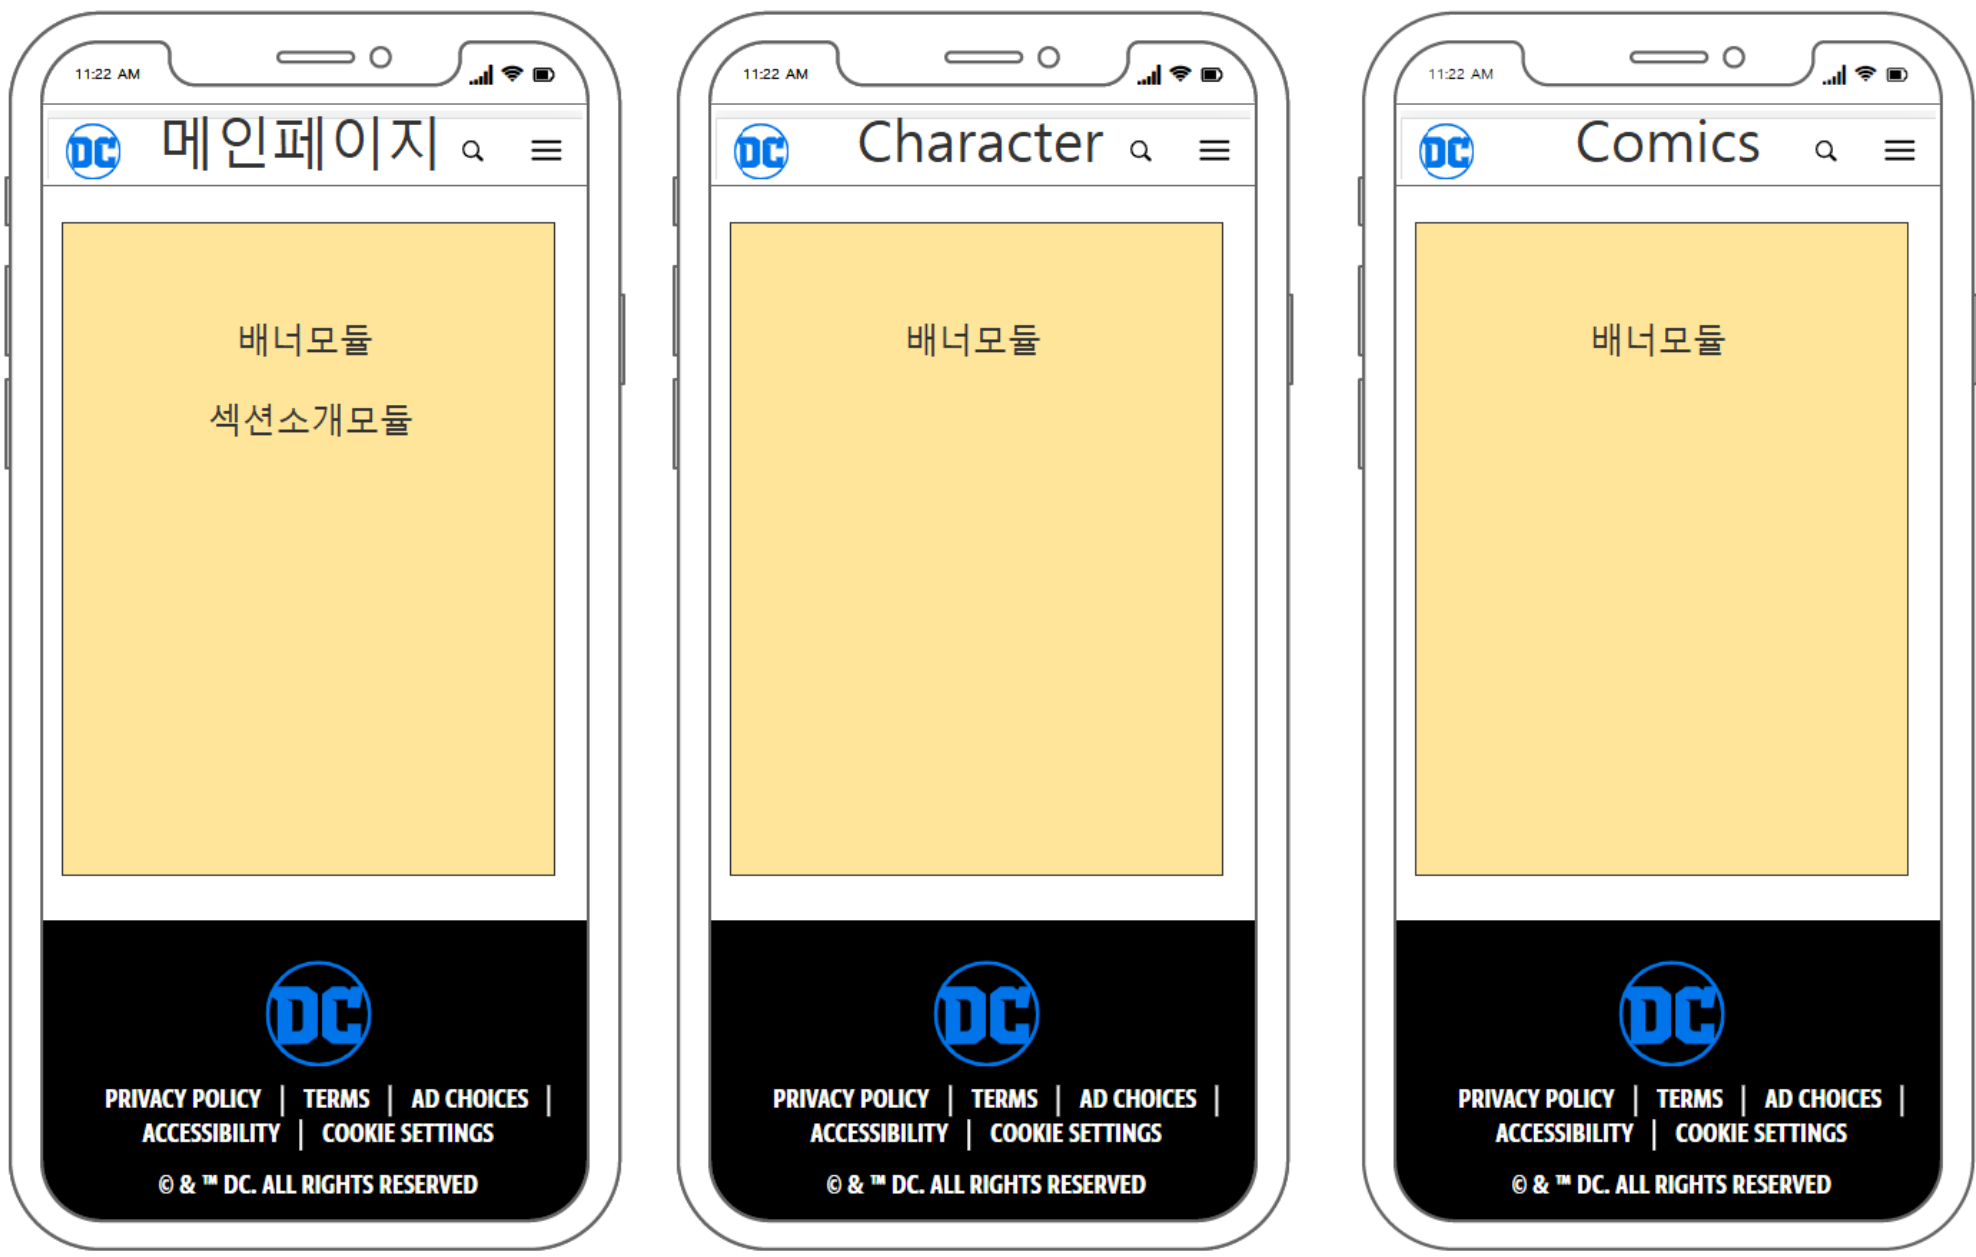 11:22 AM
DC
메인페이지
배너모듈
섹션소개모듈
DC
PRIVACY POLICY | TERMS | AD CHOICES |
ACCESSIBILITY | COOKIE SETTINGS
© & ™ DC. ALL RIGHTS RESERVED
11:22 AM
DC
Character
배너모듈
DC
PRIVACY POLICY | TERMS | AD CHOICES |
ACCESSIBILITY | COOKIE SETTINGS
© & ™ DC. ALL RIGHTS RESERVED
11:22 AM
DC
Comics
배너모듈
DC
PRIVACY POLICY | TERMS | AD CHOICES |
ACCESSIBILITY | COOKIE SETTINGS
© & ™ DC. ALL RIGHTS RESERVED